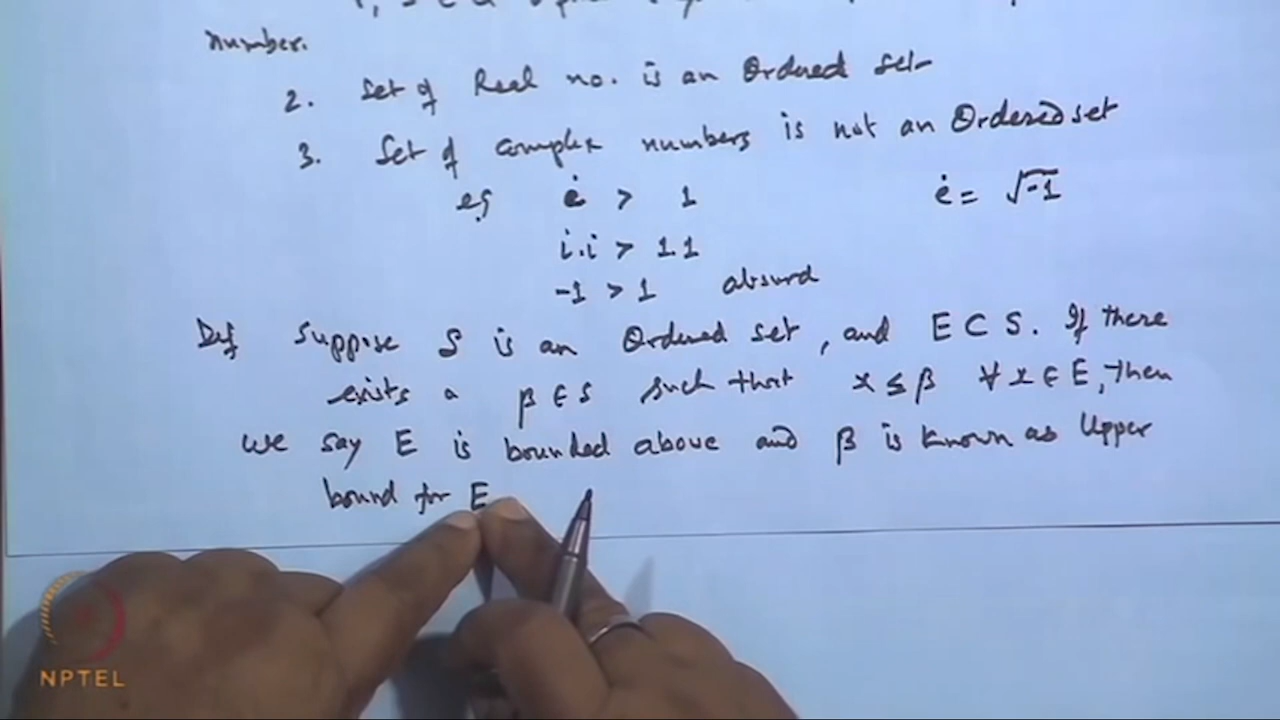 number.
2. Set of Real no. is an Ordered set
3. Set of complex numbers is not an Ordered set
eg i > 1 i = √-1
i.i > 1.1
-1 > 1 absurd
Def Suppose S is an Ordered set, and E ⊂ S. If there
exists a β ∈ S such that x ≤ β ∀ x ∈ E, then
we say E is bounded above and β is known as Upper
bound for E
NPTEL